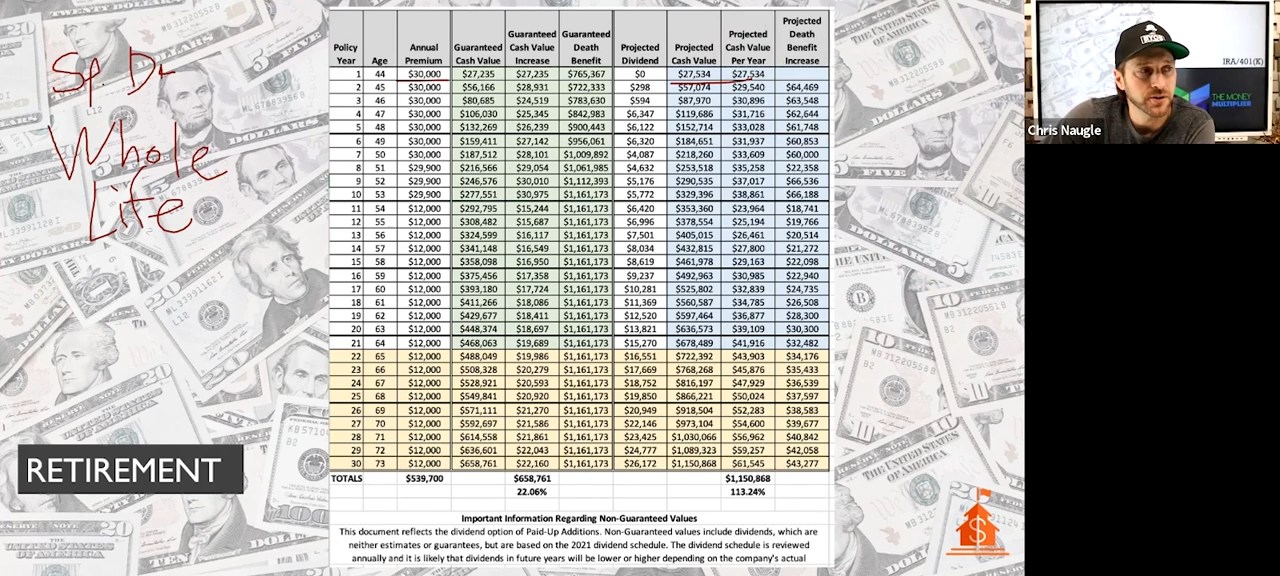 Sp. D
Whole
Life
RETIREMENT
Policy Year Age Annual Premium Guaranteed Cash Value Guaranteed Cash Value Increase Guaranteed Death Benefit Projected Dividend Projected Cash Value Projected Cash Value Per Year Projected Death Benefit Increase
1 44 $30,000 $27,235 $27,235 $765,367 $0 $27,534 $27,534
2 45 $30,000 $56,166 $28,931 $722,333 $298 $57,074 $29,540 $64,469
3 46 $30,000 $80,685 $24,519 $783,630 $594 $87,970 $30,896 $63,548
4 47 $30,000 $106,030 $25,345 $842,983 $6,347 $119,686 $31,716 $62,644
5 48 $30,000 $132,269 $26,239 $900,443 $6,122 $152,714 $33,028 $61,748
6 49 $30,000 $159,411 $27,142 $956,061 $6,320 $184,651 $31,937 $60,853
7 50 $30,000 $187,512 $28,101 $1,009,892 $4,087 $218,260 $33,609 $60,000
8 51 $29,900 $216,566 $29,054 $1,061,985 $4,632 $253,518 $35,258 $22,358
9 52 $29,900 $246,576 $30,010 $1,112,393 $5,176 $290,535 $37,017 $66,536
10 53 $29,900 $277,551 $30,975 $1,161,173 $5,772 $329,396 $38,861 $66,188
11 54 $12,000 $292,795 $15,244 $1,161,173 $6,420 $353,360 $23,964 $18,741
12 55 $12,000 $308,482 $15,687 $1,161,173 $6,996 $378,554 $25,194 $19,766
13 56 $12,000 $324,599 $16,117 $1,161,173 $7,501 $405,015 $26,461 $20,514
14 57 $12,000 $341,148 $16,549 $1,161,173 $8,034 $432,815 $27,800 $21,272
15 58 $12,000 $358,098 $16,950 $1,161,173 $8,619 $461,978 $29,163 $22,098
16 59 $12,000 $375,456 $17,358 $1,161,173 $9,237 $492,963 $30,985 $22,940
17 60 $12,000 $393,180 $17,724 $1,161,173 $10,281 $525,802 $32,839 $24,735
18 61 $12,000 $411,266 $18,086 $1,161,173 $11,369 $560,587 $34,785 $26,508
19 62 $12,000 $429,677 $18,411 $1,161,173 $12,520 $597,464 $36,877 $28,300
20 63 $12,000 $448,374 $18,697 $1,161,173 $13,821 $636,573 $39,109 $30,300
21 64 $12,000 $468,063 $19,689 $1,161,173 $15,270 $678,489 $41,916 $32,482
22 65 $12,000 $488,049 $19,986 $1,161,173 $16,551 $722,392 $43,903 $34,176
23 66 $12,000 $508,328 $20,279 $1,161,173 $17,669 $768,268 $45,876 $35,433
24 67 $12,000 $528,921 $20,593 $1,161,173 $18,752 $816,197 $47,929 $36,539
25 68 $12,000 $549,841 $20,920 $1,161,173 $19,850 $866,221 $50,024 $37,597
26 69 $12,000 $571,111 $21,270 $1,161,173 $20,949 $918,504 $52,283 $38,583
27 70 $12,000 $592,697 $21,586 $1,161,173 $22,146 $973,104 $54,600 $39,677
28 71 $12,000 $614,558 $21,861 $1,161,173 $23,425 $1,030,066 $56,962 $40,842
29 72 $12,000 $636,601 $22,043 $1,161,173 $24,777 $1,089,323 $59,257 $42,058
30 73 $12,000 $658,761 $22,160 $1,161,173 $26,172 $1,150,868 $61,545 $43,277
TOTALS $539,700 $658,761 $1,150,868
22.06% 113.24%
Important Information Regarding Non-Guaranteed Values
This document reflects the dividend option of Paid-Up Additions. Non-Guaranteed values include dividends, which are
neither estimates or guarantees, but are based on the 2021 dividend schedule. The dividend schedule is reviewed
annually and it is likely that dividends in future years will be lower or higher depending on the company's actual
IRA/401(K)
THE MONEY
MULTIPLIER
Chris Naugle